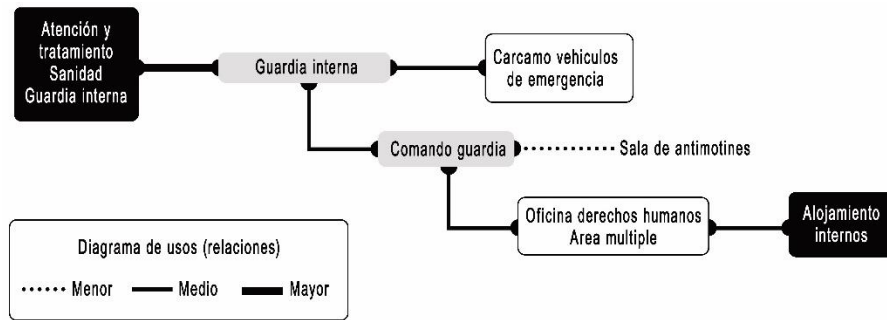 Atención y
tratamiento
Sanidad
Guardia interna
Guardia interna
Carcamo vehiculos
de emergencia
Comando guardia
Sala de antimotines
Oficina derechos humanos
Area multiple
Alojamiento
internos
Diagrama de usos (relaciones)
Menor Medio Mayor